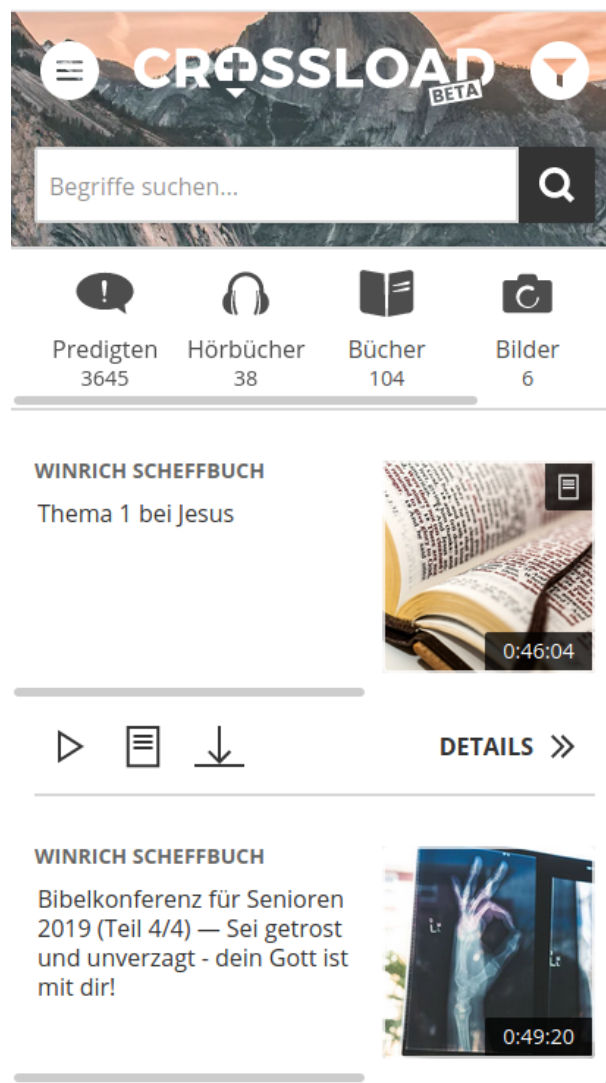 CROSSLOAD
BETA
Begriffe suchen...
Predigten
3645
Hörbücher
38
Bücher
104
Bilder
6
WINRICH SCHEFFBUCH
Thema 1 bei Jesus
0:46:04
DETAILS
WINRICH SCHEFFBUCH
Bibelkonferenz für Senioren
2019 (Teil 4/4) — Sei getrost
und unverzagt - dein Gott ist
mit dir!
0:49:20